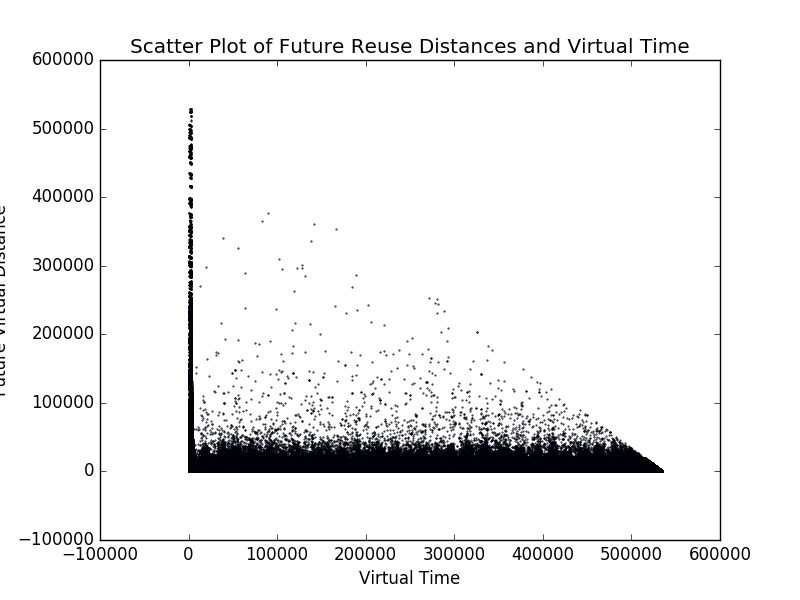 Scatter Plot of Future Reuse Distances and Virtual Time
600000
500000
400000
300000
200000
100000
0
−100000
−100000 0 100000 200000 300000 400000 500000 600000
Virtual Time
Future Virtual Distance